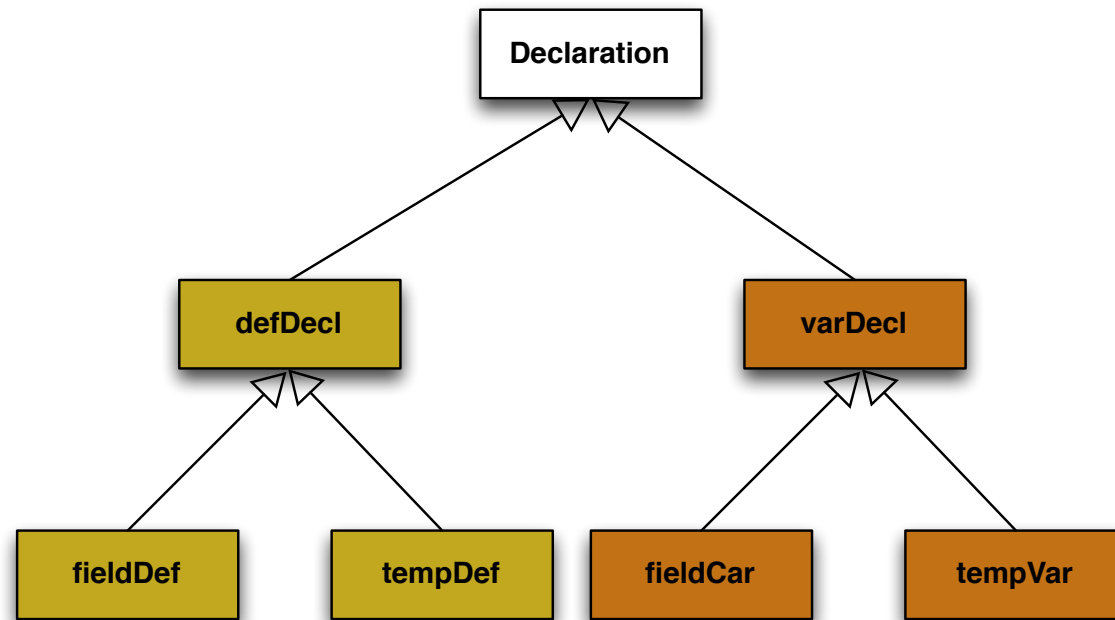 Declaration
defDecl
varDecl
fieldDef
tempDef
fieldCar
tempVar